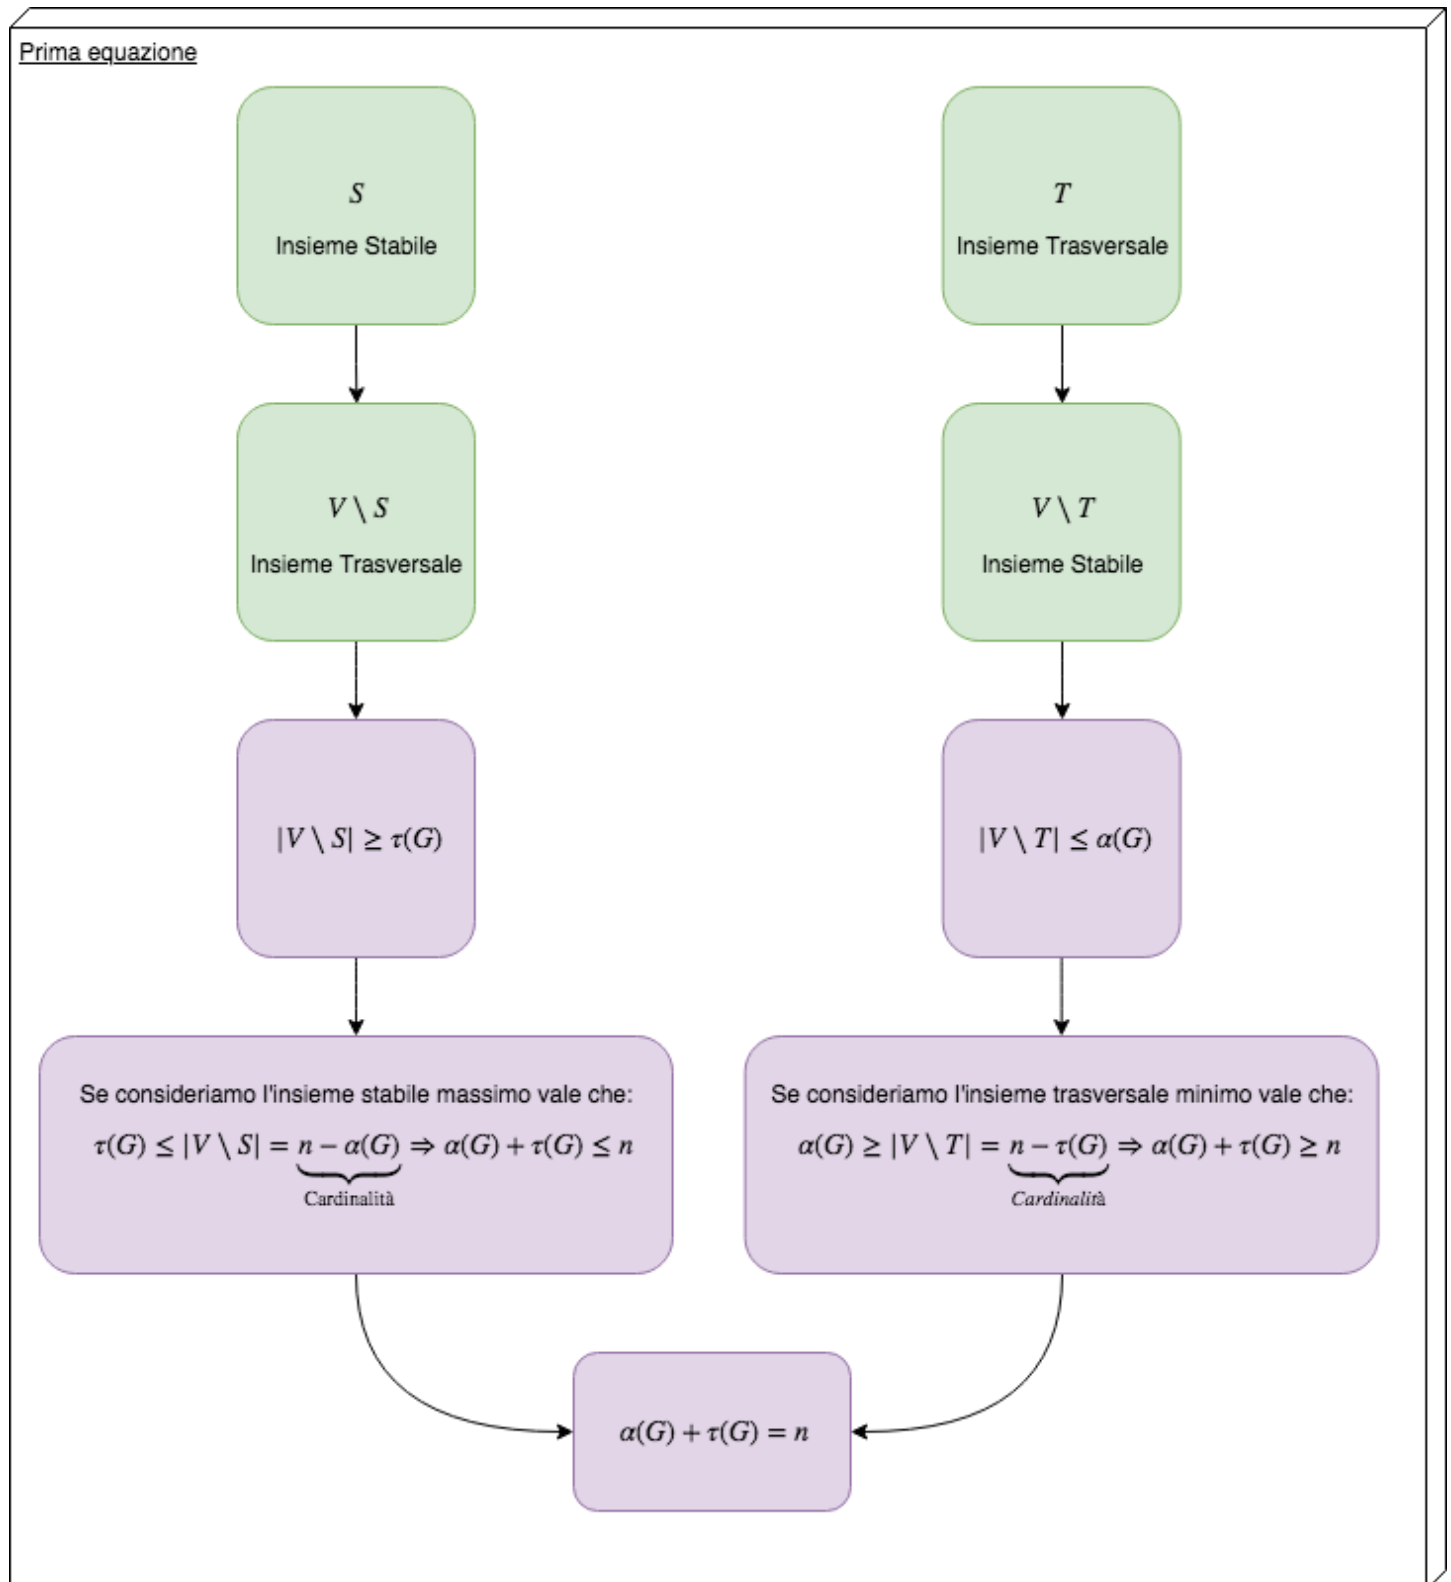 Prima equazione
S
Insieme Stabile
T
Insieme Trasversale
V \ S
Insieme Trasversale
V \ T
Insieme Stabile
|V \ S| ≥ τ(G)
|V \ T| ≤ α(G)
Se consideriamo l'insieme stabile massimo vale che:
τ(G) ≤ |V \ S| = n − α(G) ⇒ α(G) + τ(G) ≤ n
Cardinalità
Se consideriamo l'insieme trasversale minimo vale che:
α(G) ≥ |V \ T| = n − τ(G) ⇒ α(G) + τ(G) ≥ n
Cardinalità
α(G) + τ(G) = n